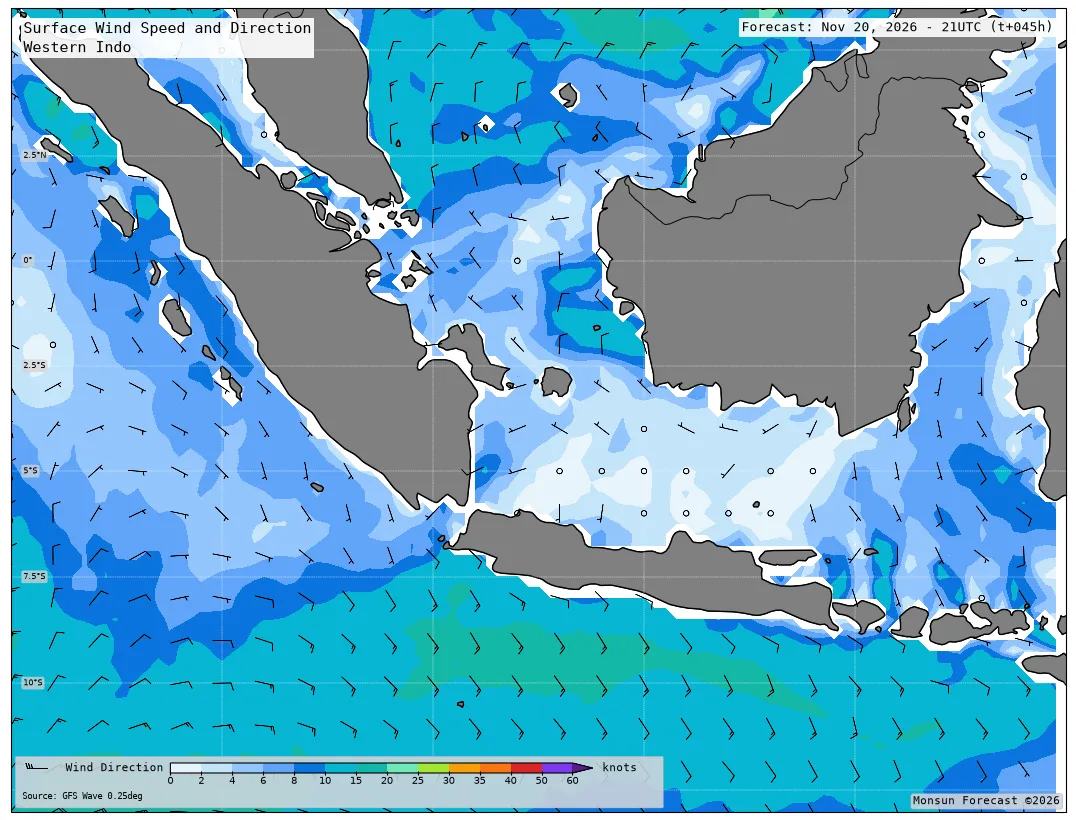 Surface Wind Speed and Direction
Western Indo
Forecast: Nov 20, 2026 - 21UTC (t+045h)
2.5°N
0°
2.5°S
5°S
7.5°S
10°S
Wind Direction
0 2 4 6 8 10 15 20 25 30 35 40 50 60 knots
Source: GFS Wave 0.25deg
Monsun Forecast ©2026